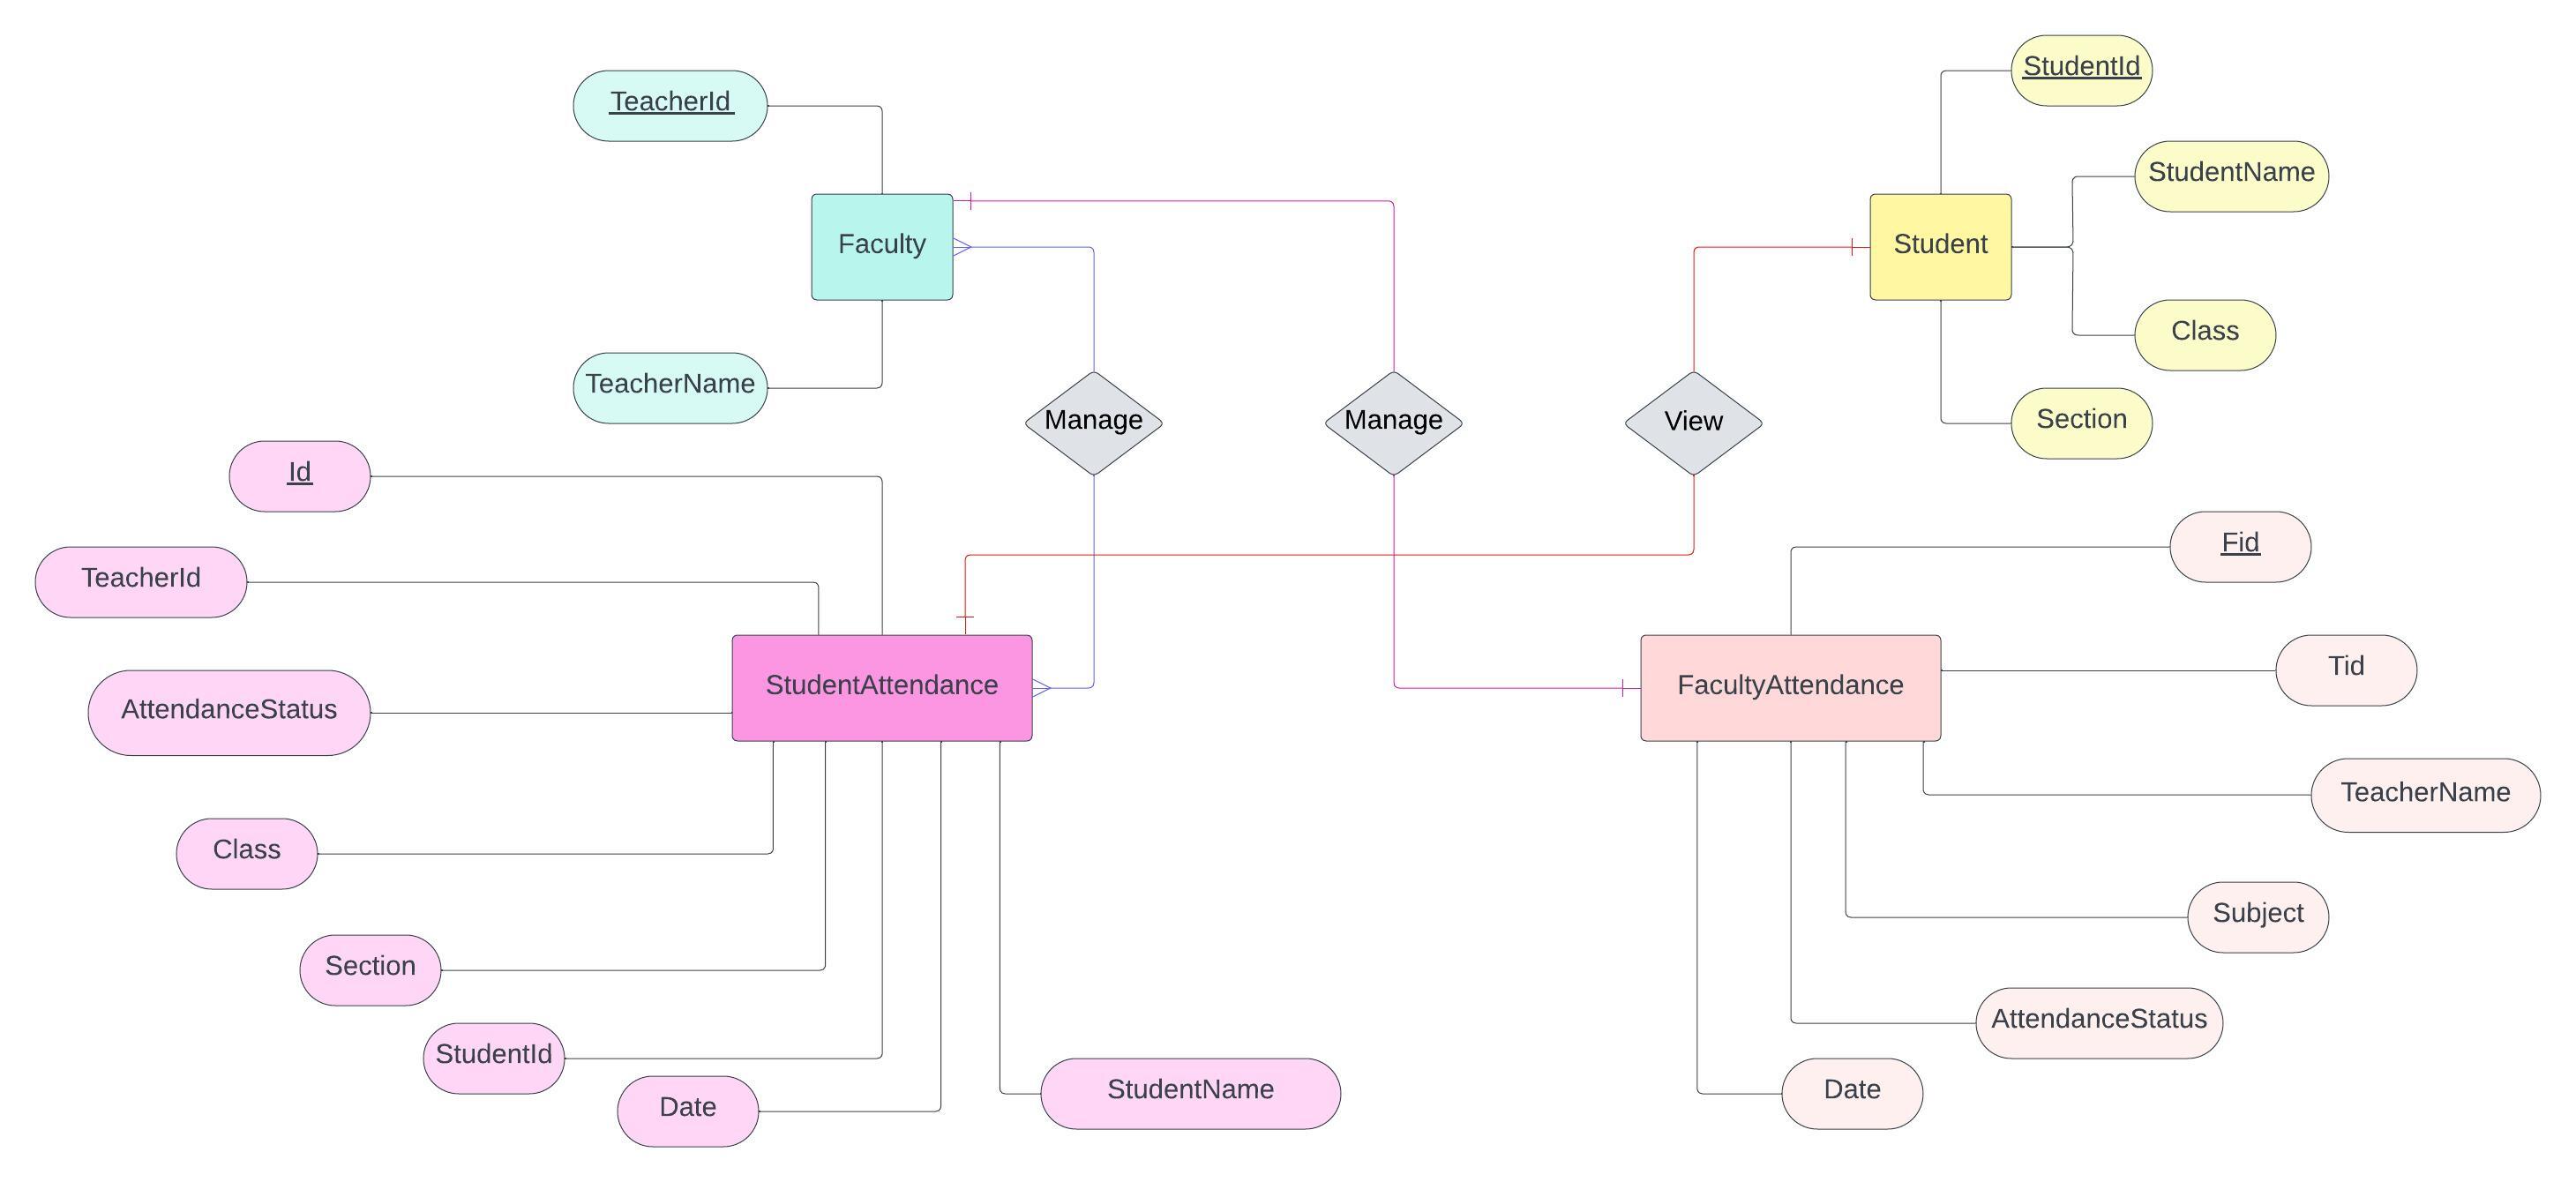 StudentId
TeacherId
StudentName
Faculty
Student
Class
TeacherName
Manage
Manage
View
Section
Id
Fid
TeacherId
Tid
StudentAttendance
FacultyAttendance
AttendanceStatus
TeacherName
Class
Subject
Section
AttendanceStatus
StudentId
StudentName
Date
Date